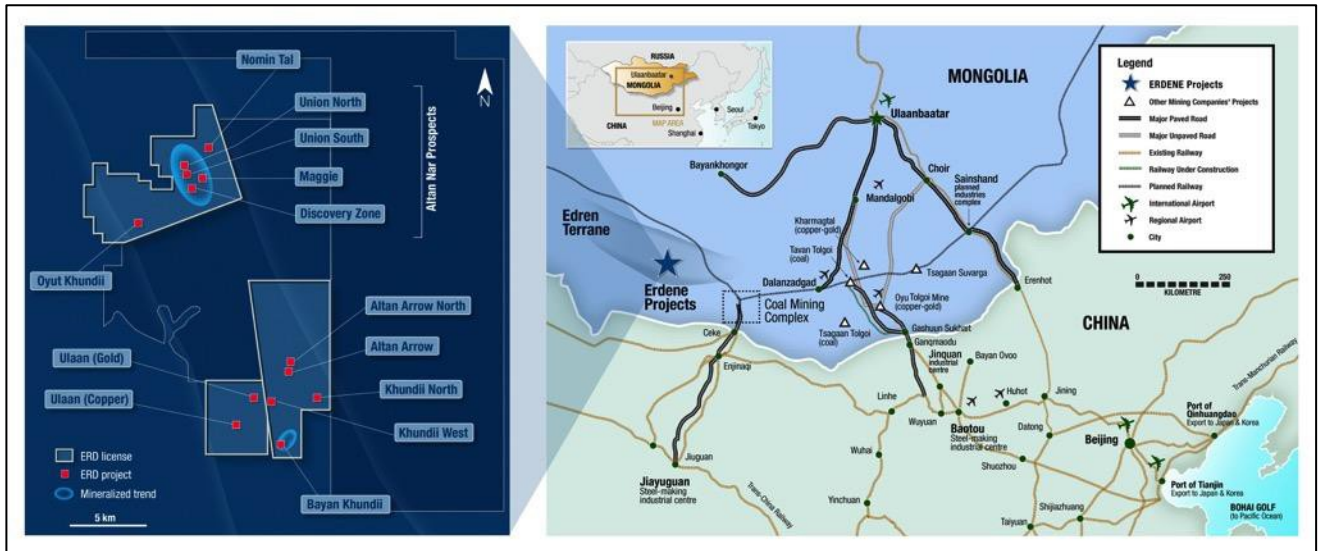 Nomin Tal
Union North
Union South
Maggie
Discovery Zone
Altan Nar Prospects
N
Oyut Khundii
Altan Arrow North
Altan Arrow
Ulaan (Gold)
Khundii North
Ulaan (Copper)
Khundii West
Bayan Khundii
ERD license
ERD project
Mineralized trend
5 km
RUSSIA
Ulaanbaatar
MONGOLIA
Beijing
Seoul
Tokyo
CHINA
MAP AREA
Shanghai
MONGOLIA
Ulaanbaatar
Bayankhongor
Choir
Sainshand
planned
industries
complex
Mandalgobi
Edren
Terrane
Kharmagtal
(copper-gold)
Tavan Tolgoi
(coal)
Tsagaan Suvarga
Dalanzadgad
Erdene
Projects
Coal Mining
Complex
Oyu Tolgoi Mine
(copper-gold)
Erenhot
Tsagaan Tolgoi
(coal)
Gashuun Sukhait
Ganqmaodu
Ceke
Enjinaqi
Jinquan
industrial
centre
Bayan Ovoo
CHINA
Trans-Manchurian Railway
Linhe
Huhot
Jining
Wuyuan
Baotou
Steel-making
industrial centre
Datong
Beijing
Port of
Qinhuangdao
Export to Japan & Korea
Wuhai
Shuozhou
Jiuguan
Jiayuguan
Steel-making
industrial centre
Trans-China Railway
Yinchuan
Port of Tianjin
Export to Japan & Korea
Shijiazhuang
Taiyuan
BOHAI GOLF
(to Pacific Ocean)
Legend
ERDENE Projects
Other Mining Companies' Projects
Major Paved Road
Major Unpaved Road
Existing Railway
Railway Under Construction
Planned Railway
International Airport
Regional Airport
City
0 250
KILOMETRE